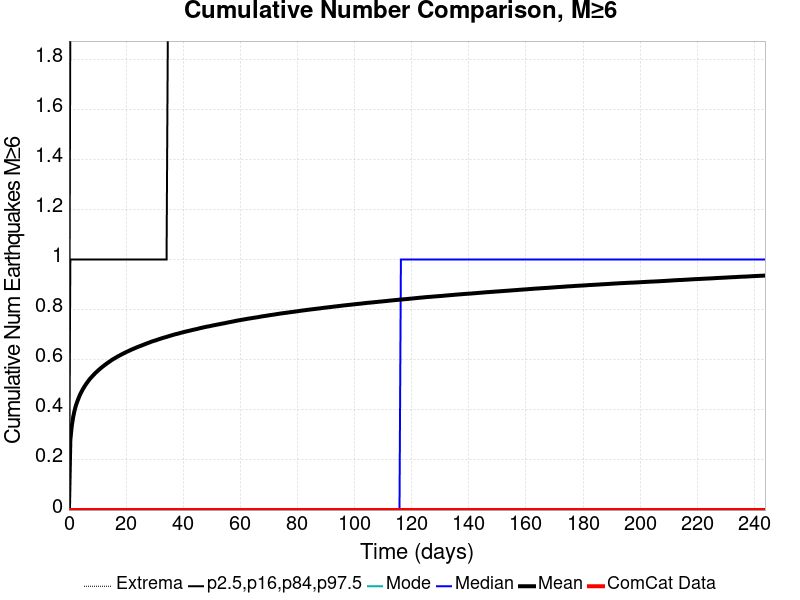 Cumulative Number Comparison, M≥6
Cumulative Num Earthquakes M≥6
1.8
1.6
1.4
1.2
1
0.8
0.6
0.4
0.2
0
0 20 40 60 80 100 120 140 160 180 200 220 240
Time (days)
Extrema p2.5,p16,p84,p97.5 Mode Median Mean ComCat Data